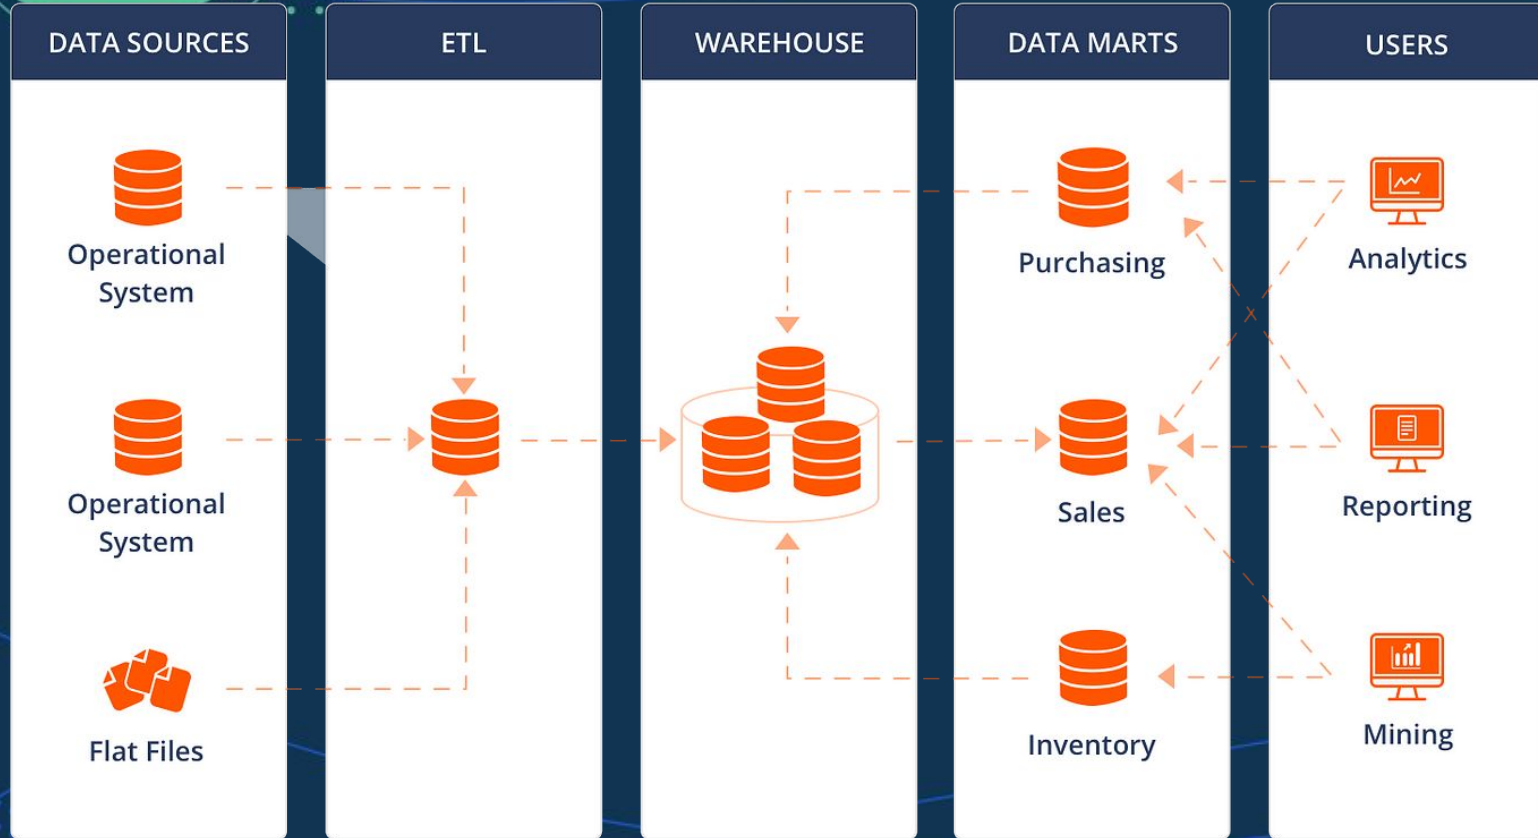 DATA SOURCES
ETL
WAREHOUSE
DATA MARTS
USERS
Operational
System
Operational
System
Flat Files
Purchasing
Sales
Inventory
Analytics
Reporting
Mining